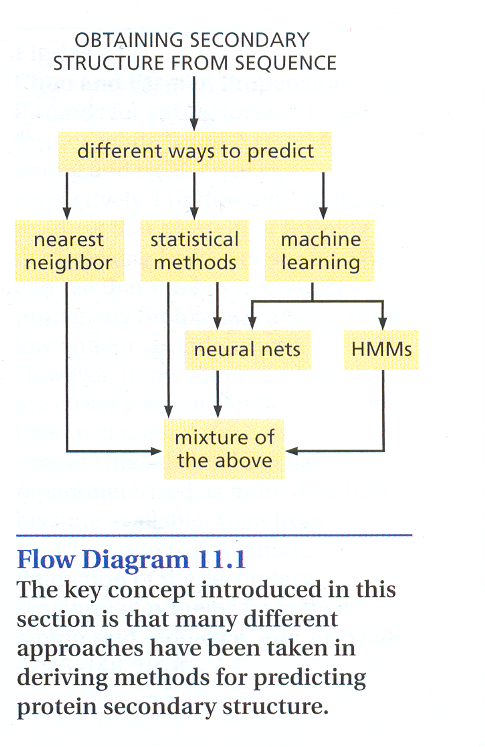 OBTAINING SECONDARY
STRUCTURE FROM SEQUENCE
different ways to predict
nearest
neighbor
statistical
methods
machine
learning
neural nets
HMMs
mixture of
the above
Flow Diagram 11.1
The key concept introduced in this
section is that many different
approaches have been taken in
deriving methods for predicting
protein secondary structure.